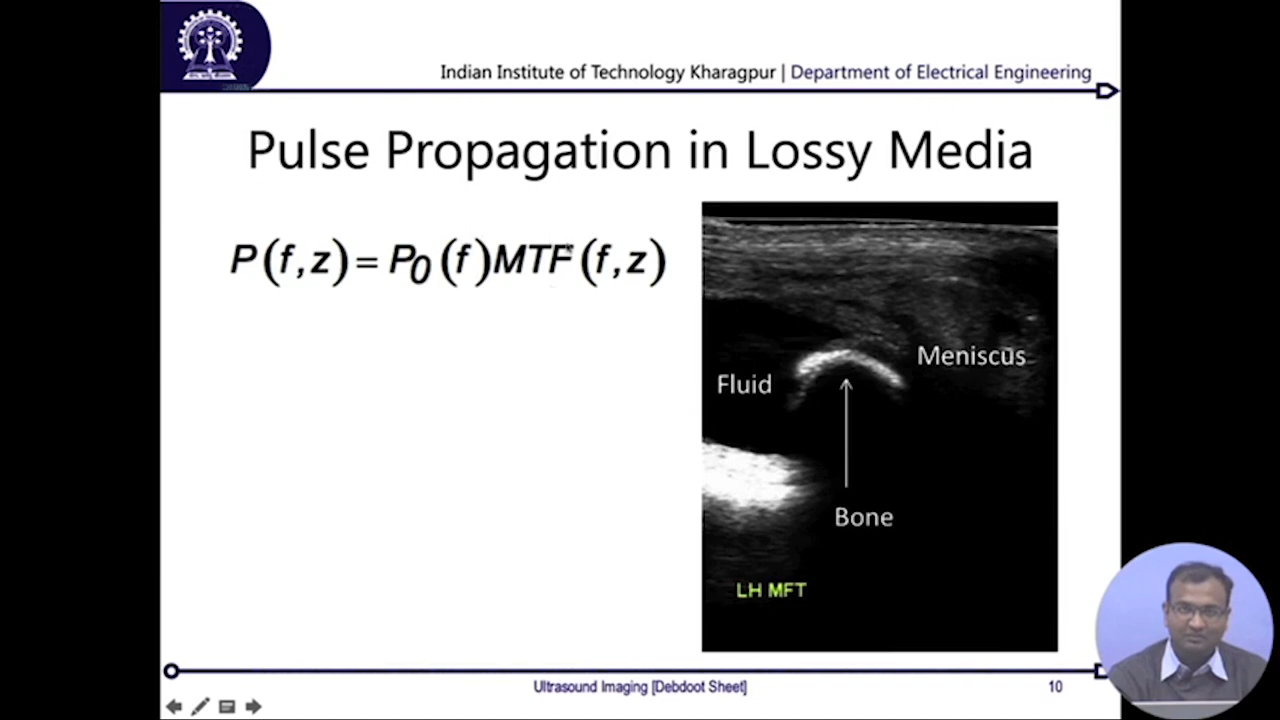 Indian Institute of Technology Kharagpur | Department of Electrical Engineering
Pulse Propagation in Lossy Media
P(f,z)=P₀(f)MTF(f,z)
Meniscus
Fluid
Bone
LH MFT
Ultrasound Imaging [Debdoot Sheet]
10